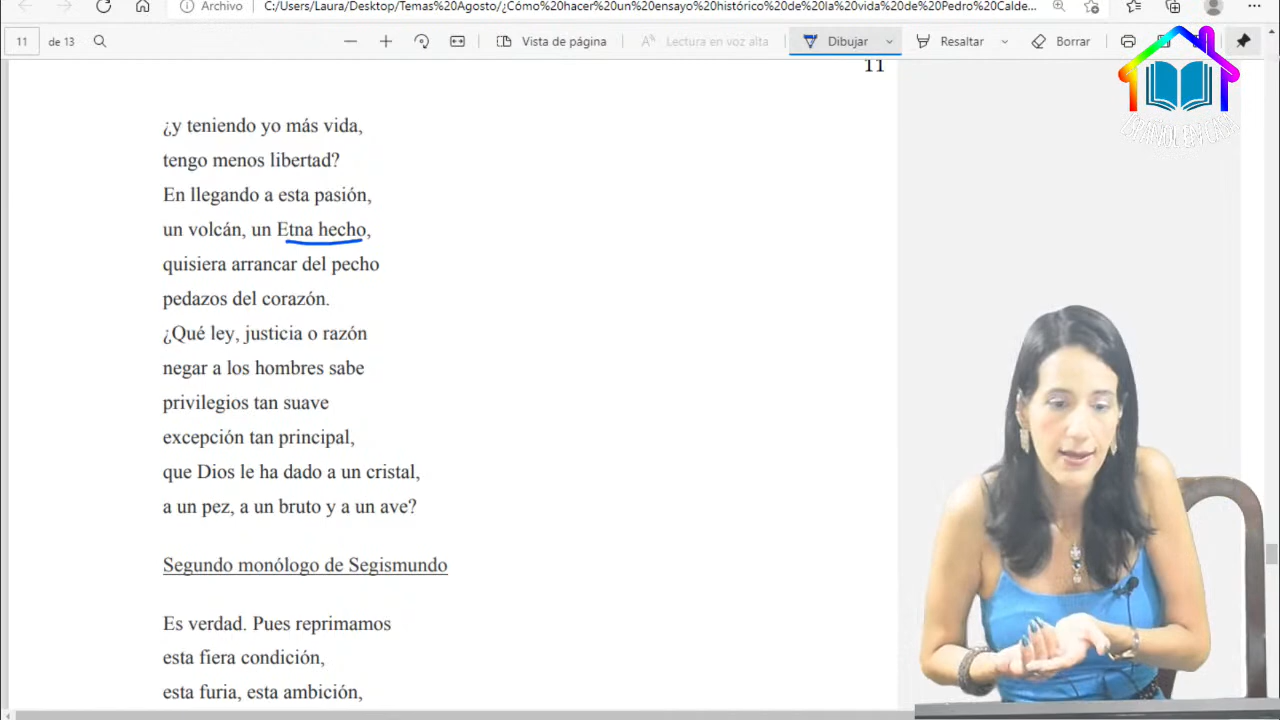 Archivo C:/Users/Laura/Desktop/Temas%20Agosto/¿Cómo%20hacer%20un%20ensayo%20histórico%20de%20la%20vida%20de%20Pedro%20Calde...
11 de 13 Vista de página Lectura en voz alta Dibujar Resaltar Borrar
11
¿y teniendo yo más vida,
tengo menos libertad?
En llegando a esta pasión,
un volcán, un Etna hecho,
quisiera arrancar del pecho
pedazos del corazón.
¿Qué ley, justicia o razón
negar a los hombres sabe
privilegios tan suave
excepción tan principal,
que Dios le ha dado a un cristal,
a un pez, a un bruto y a un ave?
Segundo monólogo de Segismundo
Es verdad. Pues reprimamos
esta fiera condición,
esta furia, esta ambición,